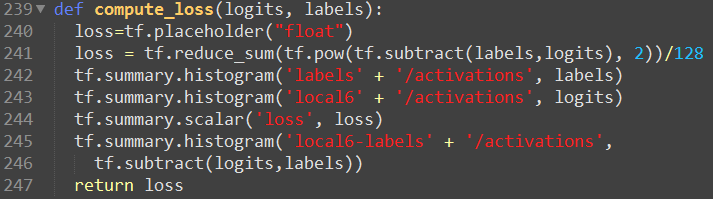 239 def compute_loss(logits, labels):
240 loss=tf.placeholder("float")
241 loss = tf.reduce_sum(tf.pow(tf.subtract(labels,logits), 2))/128
242 tf.summary.histogram('labels' + '/activations', labels)
243 tf.summary.histogram('local6' + '/activations', logits)
244 tf.summary.scalar('loss', loss)
245 tf.summary.histogram('local6-labels' + '/activations',
246 tf.subtract(logits,labels))
247 return loss